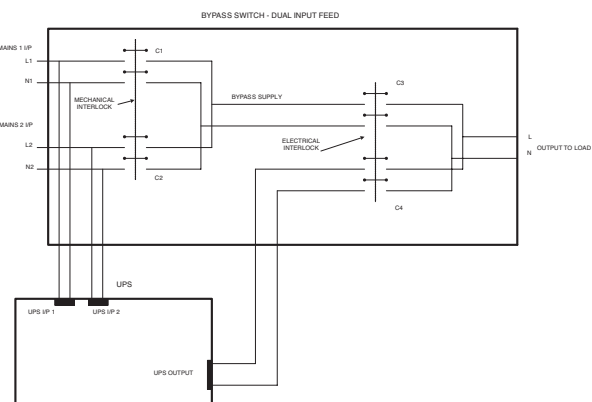 BYPASS SWITCH - DUAL INPUT FEED
MAINS 1 I/P
C1
L1
C3
N1
MECHANICAL
INTERLOCK
BYPASS SUPPLY
MAINS 2 I/P
ELECTRICAL
INTERLOCK
L
L2
N
OUTPUT TO LOAD
N2
C2
C4
UPS
UPS I/P 1
UPS I/P 2
UPS OUTPUT